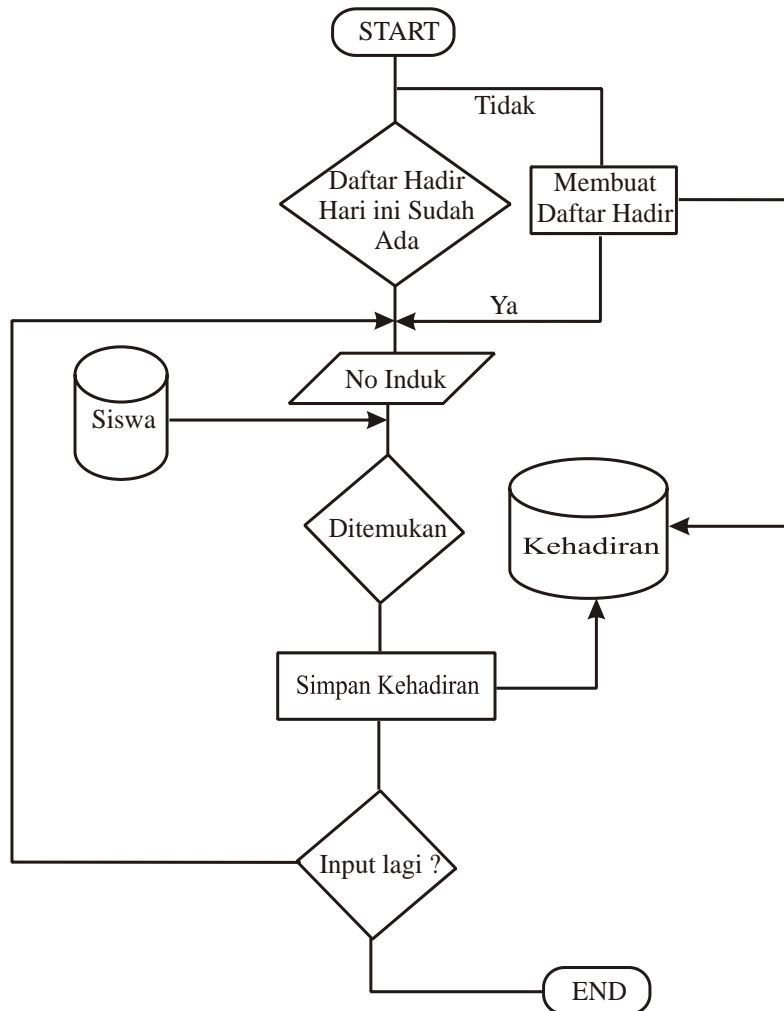 START
Tidak
Daftar Hadir
Hari ini Sudah
Ada
Membuat
Daftar Hadir
Ya
No Induk
Siswa
Ditemukan
Kehadiran
Simpan Kehadiran
Input lagi ?
END